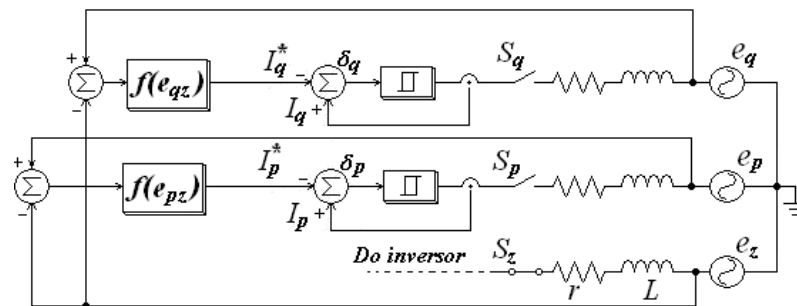 + − Σ f(e_qz) I_q^* − Σ δ_q I_q + S_q e_q
+ − Σ f(e_pz) I_p^* − Σ δ_p I_p + S_p e_p
Do inversor S_z r L e_z